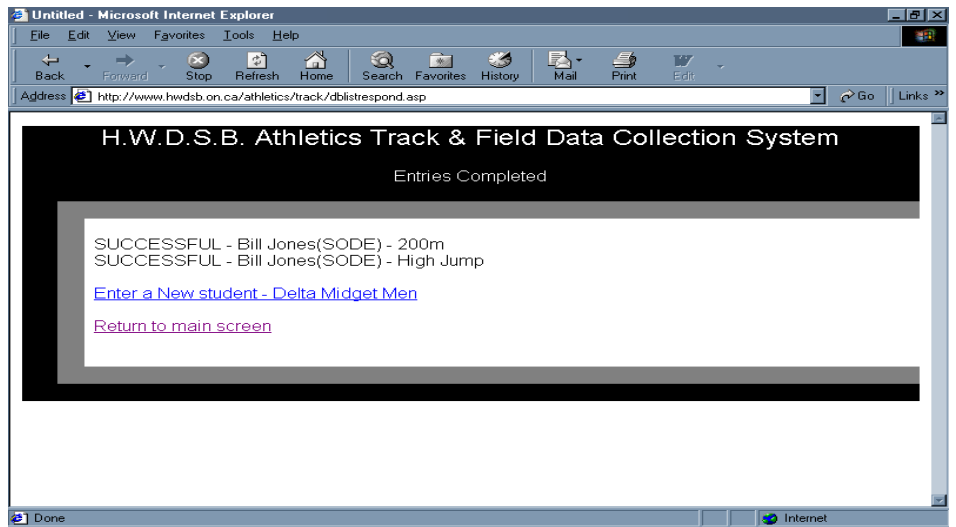 Untitled - Microsoft Internet Explorer
File Edit View Favorites Tools Help
Back Forward Stop Refresh Home Search Favorites History Mail Print Edit
Address http://www.hwdsb.on.ca/athletics/track/dblistrespond.asp Go Links »
H.W.D.S.B. Athletics Track & Field Data Collection System
Entries Completed
SUCCESSFUL - Bill Jones(SODE) - 200m
SUCCESSFUL - Bill Jones(SODE) - High Jump
Enter a New student - Delta Midget Men
Return to main screen
Done Internet